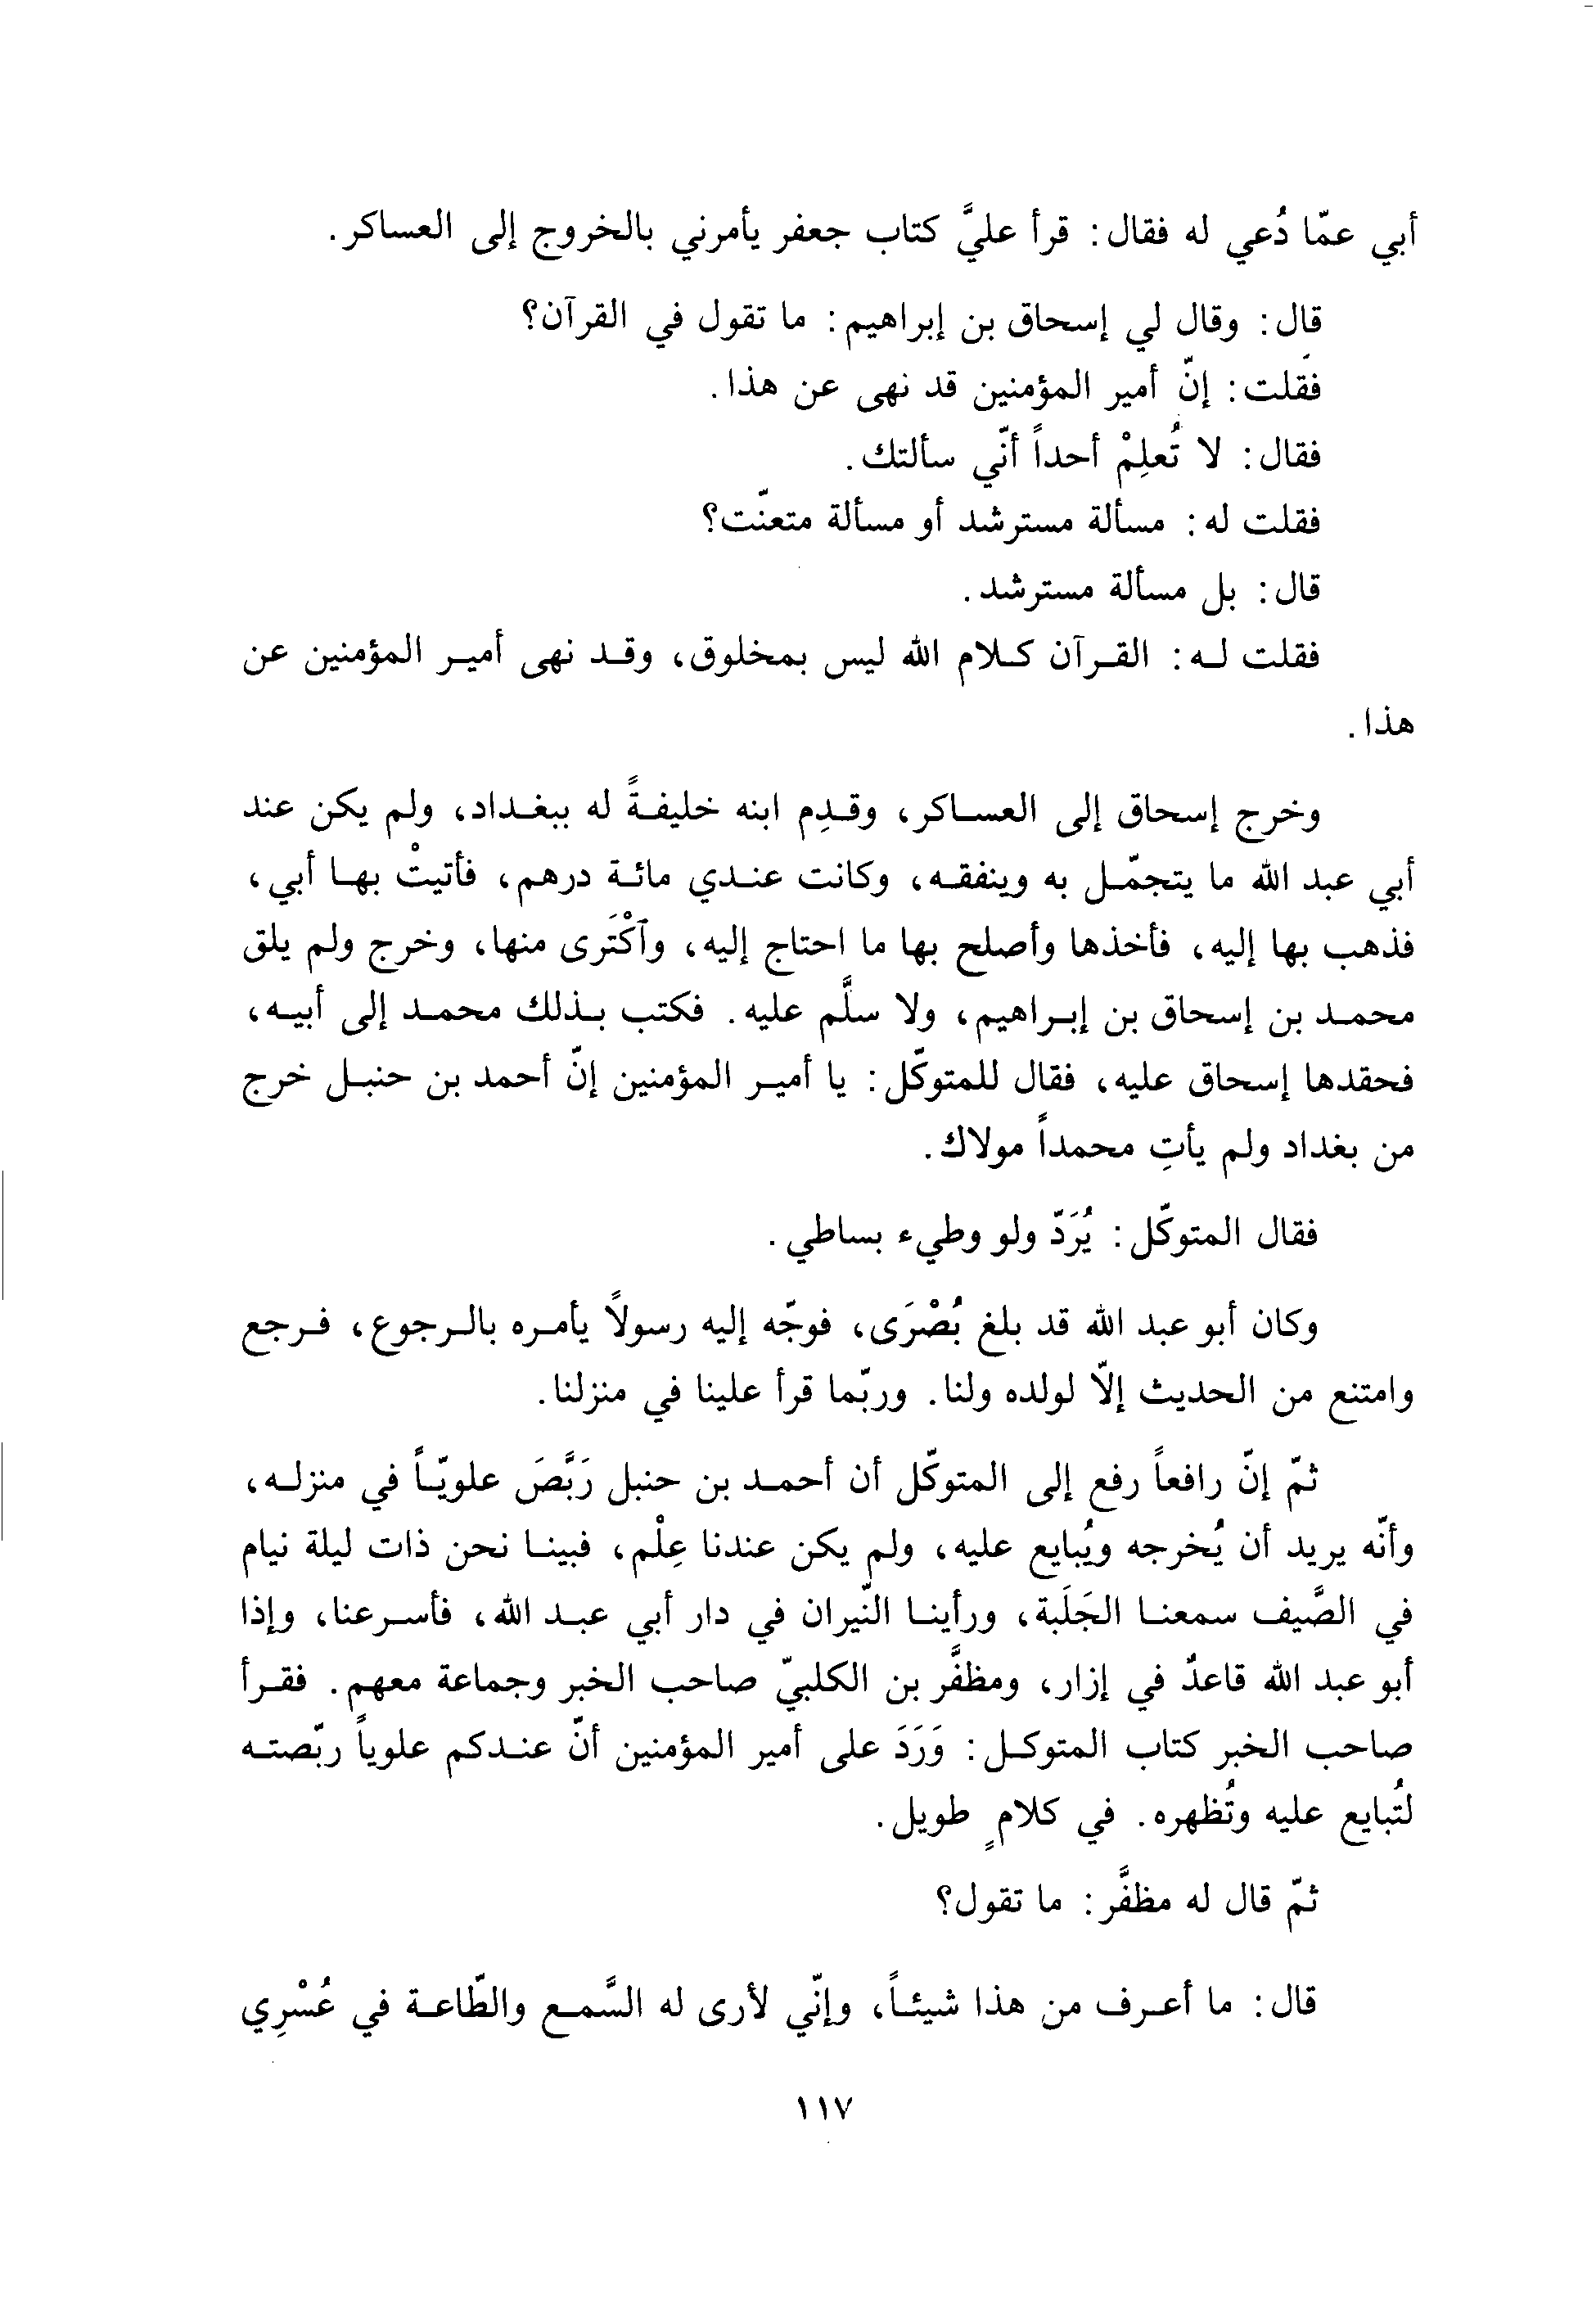 أبي عمّا دُعي له فقال: قرأ عليَّ كتاب جعفر يأمرني بالخروج إلى العساكر.
قال: وقال لي إسحاق بن إبراهيم: ما تقول في القرآن؟
فقلت: إنّ أمير المؤمنين قد نهى عن هذا.
فقال: لا تُعلِمْ أحداً أنّي سألتك.
فقلت له: مسألة مسترشد أو مسألة متعنّت؟
قال: بل مسألة مسترشد.
فقلت له: القرآن كلام الله ليس بمخلوق، وقد نهى أمير المؤمنين عن
هذا.
وخرج إسحاق إلى العساكر، وقدِم ابنه خليفةً له ببغداد، ولم يكن عند
أبي عبد الله ما يتجمّل به وينفقه، وكانت عندي مائة درهم، فأتيتْ بها أبي،
فذهب بها إليه، فأخذها وأصلح بها ما احتاج إليه، وٱكْتَرى منها، وخرج ولم يلق
محمد بن إسحاق بن إبراهيم، ولا سلَّم عليه. فكتب بذلك محمد إلى أبيه،
فحقدها إسحاق عليه، فقال للمتوكّل: يا أمير المؤمنين إنّ أحمد بن حنبل خرج
من بغداد ولم يأتِ محمداً مولاك.
فقال المتوكّل: يُرَدّ ولو وطيء بساطي.
وكان أبو عبد الله قد بلغ بُصْرَى، فوجّه إليه رسولاً يأمره بالرجوع، فرجع
وامتنع من الحديث إلّا لولده ولنا. وربّما قرأ علينا في منزلنا.
ثمّ إنّ رافعاً رفع إلى المتوكّل أن أحمد بن حنبل رَبَّصَ علويّاً في منزله،
وأنّه يريد أن يُخرجه ويُبايع عليه، ولم يكن عندنا عِلْم، فبينا نحن ذات ليلة نيام
في الصَّيف سمعنا الجَلَبة، ورأينا النّيران في دار أبي عبد الله، فأسرعنا، وإذا
أبو عبد الله قاعدٌ في إزار، ومظفَّر بن الكلبيّ صاحب الخبر وجماعة معهم. فقرأ
صاحب الخبر كتاب المتوكل: وَرَدَ على أمير المؤمنين أنّ عندكم علوياً ربّصته
لتُبايع عليه وتُظهره. في كلامٍ طويل.
ثمّ قال له مظفَّر: ما تقول؟
قال: ما أعرف من هذا شيئاً، وإنّي لأرى له السَّمع والطّاعة في عُسْرِي
١١٧